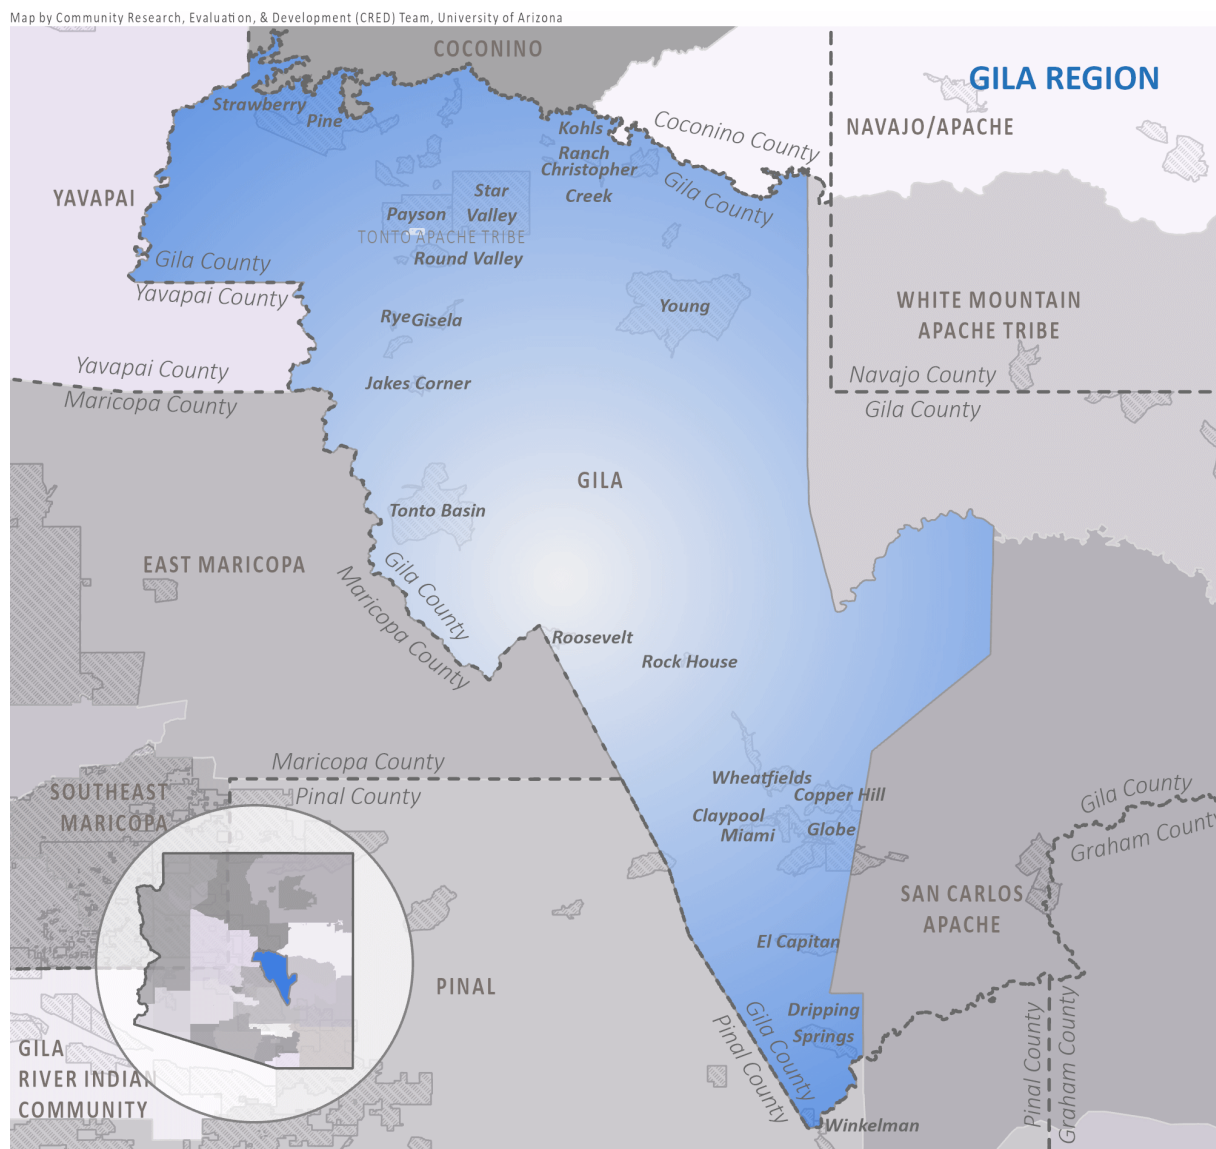 Map by Community Research, Evaluation, & Development (CRED) Team, University of Arizona
COCONINO
GILA REGION
Strawberry
Pine
Kohls
Ranch
Christopher
Creek
Coconino County
Gila County
NAVAJO/APACHE
YAVAPAI
Star
Valley
Payson
TONTO APACHE TRIBE
Round Valley
Gila County
Yavapai County
Rye
Gisela
Young
WHITE MOUNTAIN
APACHE TRIBE
Yavapai County
Maricopa County
Jakes Corner
Navajo County
Gila County
GILA
Tonto Basin
EAST MARICOPA
Gila County
Maricopa County
Roosevelt
Rock House
Maricopa County
Pinal County
SOUTHEAST
MARICOPA
Wheatfields
Copper Hill
Claypool
Miami
Globe
Gila County
Graham County
SAN CARLOS
APACHE
El Capitan
PINAL
Dripping
Springs
Gila County
Pinal County
Pinal County
Graham County
GILA
RIVER INDIAN
COMMUNITY
Winkelman